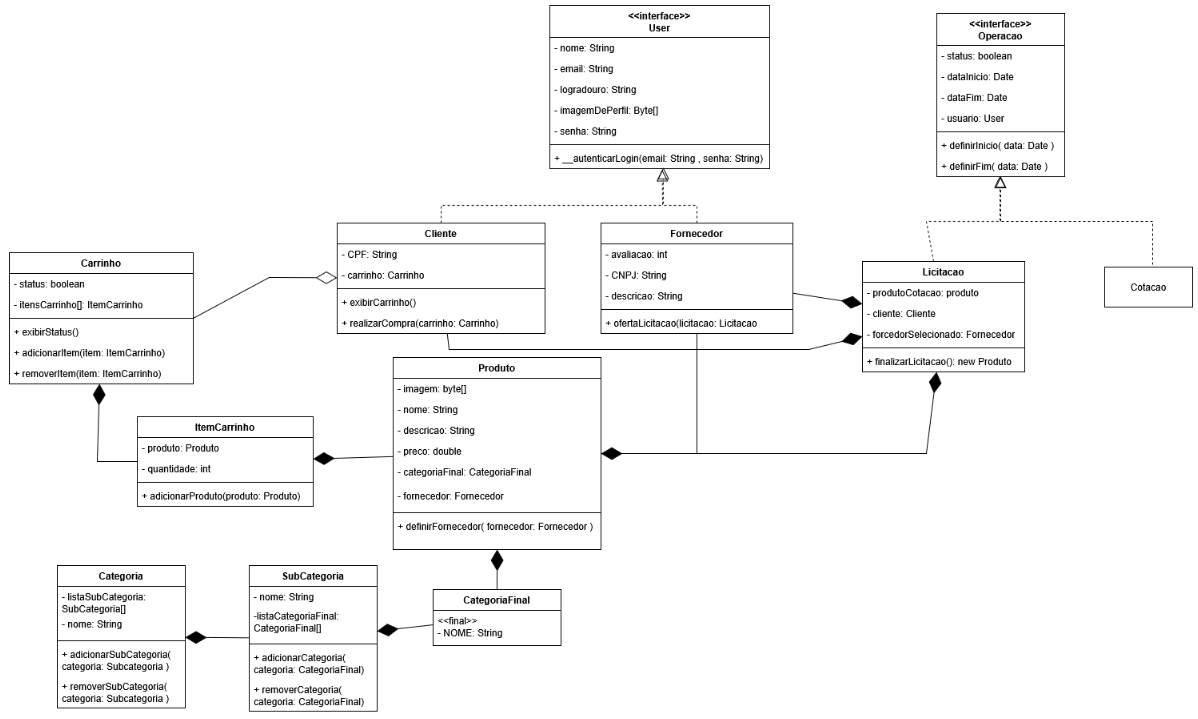 <<interface>>
User
- nome: String
- email: String
- logradouro: String
- imagemDePerfil: Byte[]
- senha: String
+ __autenticarLogin(email: String , senha: String)
<<interface>>
Operacao
- status: boolean
- dataInicio: Date
- dataFim: Date
- usuario: User
+ definirInicio( data: Date )
+ definirFim( data: Date )
Carrinho
- status: boolean
- itensCarrinho[]: ItemCarrinho
+ exibirStatus()
+ adicionarItem(item: ItemCarrinho)
+ removerItem(item: ItemCarrinho)
Cliente
- CPF: String
- carrinho: Carrinho
+ exibirCarrinho()
+ realizarCompra(carrinho: Carrinho)
Fornecedor
- avaliacao: int
- CNPJ: String
- descricao: String
+ ofertaLicitacao(licitacao: Licitacao
Licitacao
- produtoCotacao: produto
- cliente: Cliente
- forcedorSelecionado: Fornecedor
+ finalizarLicitacao(): new Produto
Cotacao
ItemCarrinho
- produto: Produto
- quantidade: int
+ adicionarProduto(produto: Produto)
Produto
- imagem: byte[]
- nome: String
- descricao: String
- preco: double
- categoriaFinal: CategoriaFinal
- fornecedor: Fornecedor
+ definirFornecedor( fornecedor: Fornecedor )
Categoria
- listaSubCategoria:
SubCategoria[]
- nome: String
+ adicionarSubCategoria(
categoria: Subcategoria )
+ removerSubCategoria(
categoria: Subcategoria )
SubCategoria
- nome: String
-listaCategoriaFinal:
CategoriaFinal[]
+ adicionarCategoria(
categoria: CategoriaFinal)
+ removerCategoria(
categoria: CategoriaFinal)
CategoriaFinal
<<final>>
- NOME: String